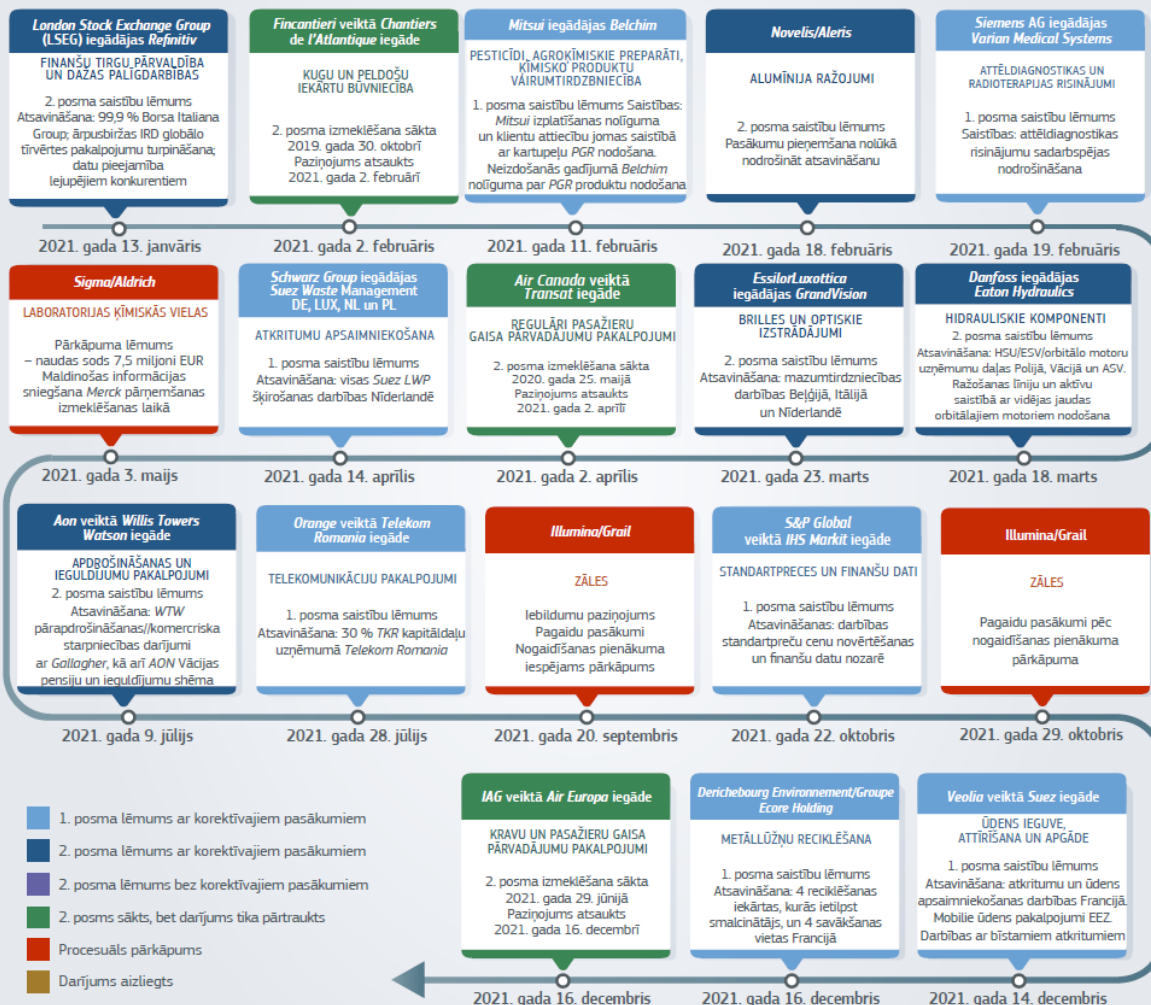 London Stock Exchange Group
(LSEG) iegādājas Refinitiv
FINANŠU TIRGU PĀRVALDĪBA
UN DAŽAS PALĪGDARBĪBAS
2. posma saistību lēmums
Atsavināšana: 99,9 % Borsa Italiana
Group; ārpusbiržas IRD globālo
tīrvērtes pakalpojumu turpināšana;
datu pieejamība
lejupējiem konkurentiem
2021. gada 13. janvāris
Fincantieri veiktā Chantiers
de l'Atlantique iegāde
KUĢU UN PELDOŠU
IEKĀRTU BŪVNIECĪBA
2. posma izmeklēšana sākta
2019. gada 30. oktobrī
Paziņojums atsaukts
2021. gada 2. februārī
2021. gada 2. februāris
Mitsui iegādājas Belchim
PESTICĪDI, AGROĶĪMISKIE PREPARĀTI,
ĶĪMISKO PRODUKTU
VAIRUMTIRDZBNIECĪBA
1. posma saistību lēmums Saistības:
Mitsui izplatīšanas nolīguma
un klientu attiecību jomas saistībā
ar kartupeļu PGR nodošana.
Neizdošanās gadījumā Belchim
nolīguma par PGR produktu nodošana
2021. gada 11. februāris
Novelis/Aleris
ALUMĪNIJA RAŽOJUMI
2. posma saistību lēmums
Pasākumu pieņemšana nolūkā
nodrošināt atsavināšanu
2021. gada 18. februāris
Siemens AG iegādājas
Varian Medical Systems
ATTĒLDIAGNOSTIKAS UN
RADIOTERAPIJAS RISINĀJUMI
1. posma saistību lēmums
Saistības: attēldiagnostikas
risinājumu sadarbspējas
nodrošināšana
2021. gada 19. februāris
Sigma/Aldrich
LABORATORIJAS ĶĪMISKĀS VIELAS
Pārkāpuma lēmums
– naudas sods 7,5 miljoni EUR
Maldinošas informācijas
sniegšana Merck pārņemšanas
izmeklēšanas laikā
2021. gada 3. maijs
Schwarz Group iegādājas
Suez Waste Management
DE, LUX, NL un PL
ATKRITUMU APSAIMNIEKOŠANA
1. posma saistību lēmums
Atsavināšana: visas Suez LWP
šķirošanas darbības Nīderlandē
2021. gada 14. aprīlis
Air Canada veiktā
Transat iegāde
REGULĀRI PASAŽIERU
GAISA PĀRVADĀJUMU PAKALPOJUMI
2. posma izmeklēšana sākta
2020. gada 25. maijā
Paziņojums atsaukts
2021. gada 2. aprīlī
2021. gada 2. aprīlis
EssilorLuxottica
iegādājas GrandVision
BRILLES UN OPTISKIE
IZSTRĀDĀJUMI
2. posma saistību lēmums
Atsavināšana: mazumtirdzniecības
darbības Beļģijā, Itālijā
un Nīderlandē
2021. gada 23. marts
Danfoss iegādājas
Eaton Hydraulics
HIDRAULISKIE KOMPONENTI
2. posma saistību lēmums
Atsavināšana: HSU/ESV/orbitālo motoru
uzņēmumu daļas Polijā, Vācijā un ASV.
Ražošanas līniju un aktīvu
saistībā ar vidējas jaudas
orbitālajiem motoriem nodošana
2021. gada 18. marts
Aon veiktā Willis Towers
Watson iegāde
APDROŠINĀŠANAS UN
IEGULDĪJUMU PAKALPOJUMI
2. posma saistību lēmums
Atsavināšana: WTW
pārapdrošināšanas//komercriska
starpniecības darījumi
ar Gallagher, kā arī AON Vācijas
pensiju un ieguldījumu shēma
2021. gada 9. jūlijs
Orange veiktā Telekom
Romania iegāde
TELEKOMUNIKĀCIJU PAKALPOJUMI
1. posma saistību lēmums
Atsavināšana: 30 % TKR kapitāldaļu
uzņēmumā Telekom Romania
2021. gada 28. jūlijs
Illumina/Grail
ZĀLES
Iebildumu paziņojums
Pagaidu pasākumi
Nogaidīšanas pienākuma
iespējams pārkāpums
2021. gada 20. septembris
S&P Global
veiktā IHS Markit iegāde
STANDARTPRECES UN FINANŠU DATI
1. posma saistību lēmums
Atsavināšanas: darbības
standartpreču cenu novērtēšanas
un finanšu datu nozarē
2021. gada 22. oktobris
Illumina/Grail
ZĀLES
Pagaidu pasākumi pēc
nogaidīšanas pienākuma
pārkāpuma
2021. gada 29. oktobris
1. posma lēmums ar korektīvajiem pasākumiem
2. posma lēmums ar korektīvajiem pasākumiem
2. posma lēmums bez korektīvajiem pasākumiem
2. posms sākts, bet darījums tika pārtraukts
Procesuāls pārkāpums
Darījums aizliegts
IAG veiktā Air Europa iegāde
KRAVU UN PASAŽIERU GAISA
PĀRVADĀJUMU PAKALPOJUMI
2. posma izmeklēšana sākta
2021. gada 29. jūnijā
Paziņojums atsaukts
2021. gada 16. decembrī
2021. gada 16. decembris
Derichebourg Environnement/Groupe
Ecore Holding
METĀLLŪŽŅU RECIKLĒŠANA
1. posma saistību lēmums
Atsavināšana: 4 reciklēšanas
iekārtas, kurās ietilpst
smalcinātājs, un 4 savākšanas
vietas Francijā
2021. gada 16. decembris
Veolia veiktā Suez iegāde
ŪDENS IEGUVE,
ATTĪRĪŠANA UN APGĀDE
1. posma saistību lēmums
Atsavināšana: atkritumu un ūdens
apsaimniekošanas darbības Francijā.
Mobilie ūdens pakalpojumi EEZ.
Darbības ar bīstamiem atkritumiem
2021. gada 14. decembris